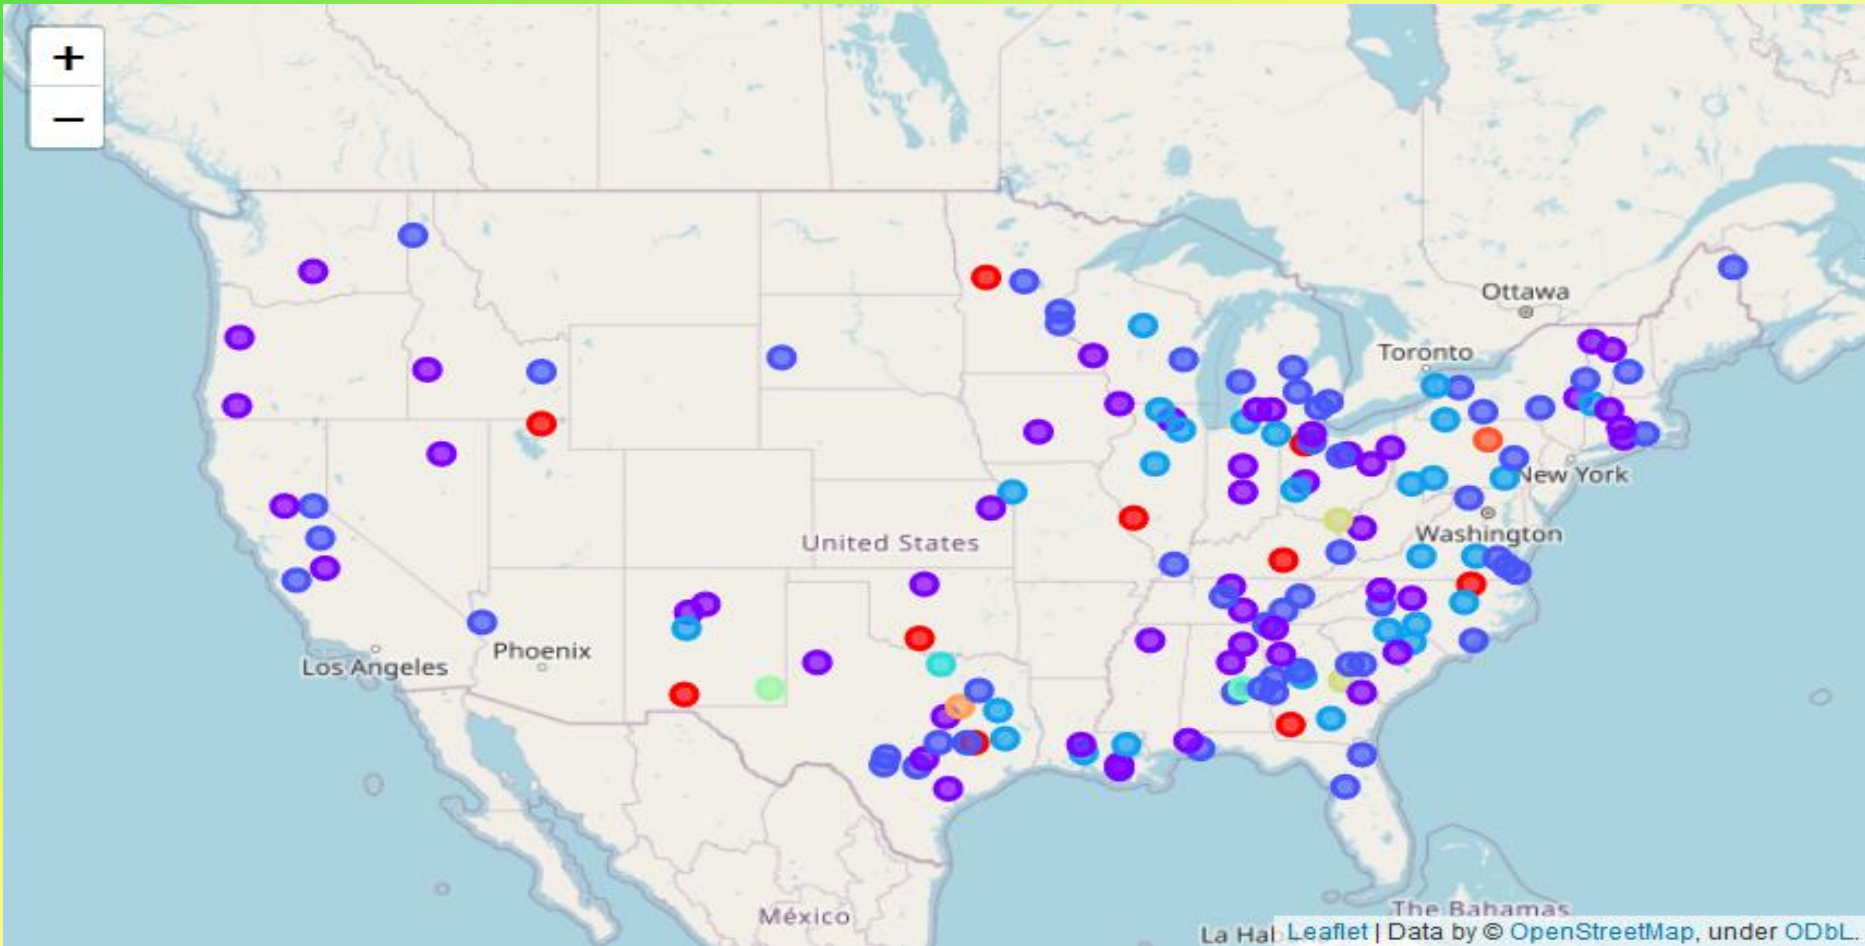 +
−
Ottawa
Toronto
New York
Washington
United States
Phoenix
Los Angeles
México
The Bahamas
La Hab
Leaflet | Data by © OpenStreetMap, under ODbL.